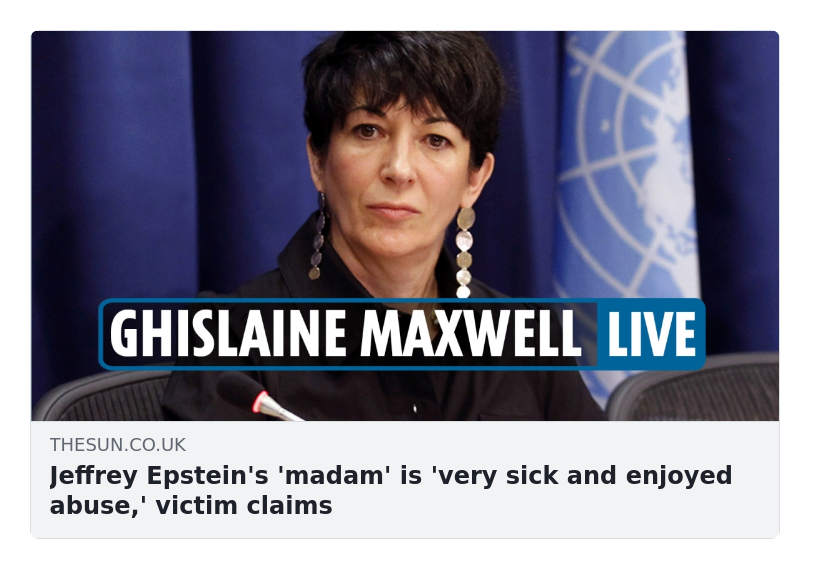 GHISLAINE MAXWELL LIVE
THESUN.CO.UK
Jeffrey Epstein's 'madam' is 'very sick and enjoyed
abuse,' victim claims